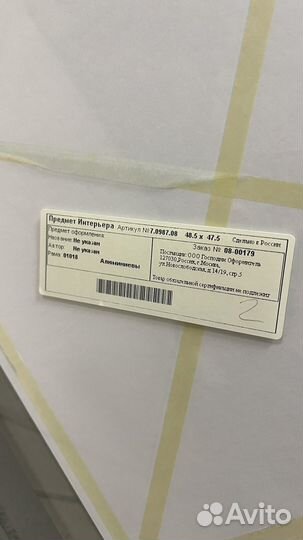 Предмет Интерьера Артикул №7.0987.08 48.5 x 47.5 Сделано в России
Предмет оформления:
Название: Не указан
Автор: Не указан
Рама: 01018 Алюминиевы
Заказ №: 08-00179
Поставщик: ООО Господин Оформитель
127030, Россия, г. Москва,
ул. Новослободская, д 14/19, стр.5
Товар обязательной сертификации не подлежит
2
Avito